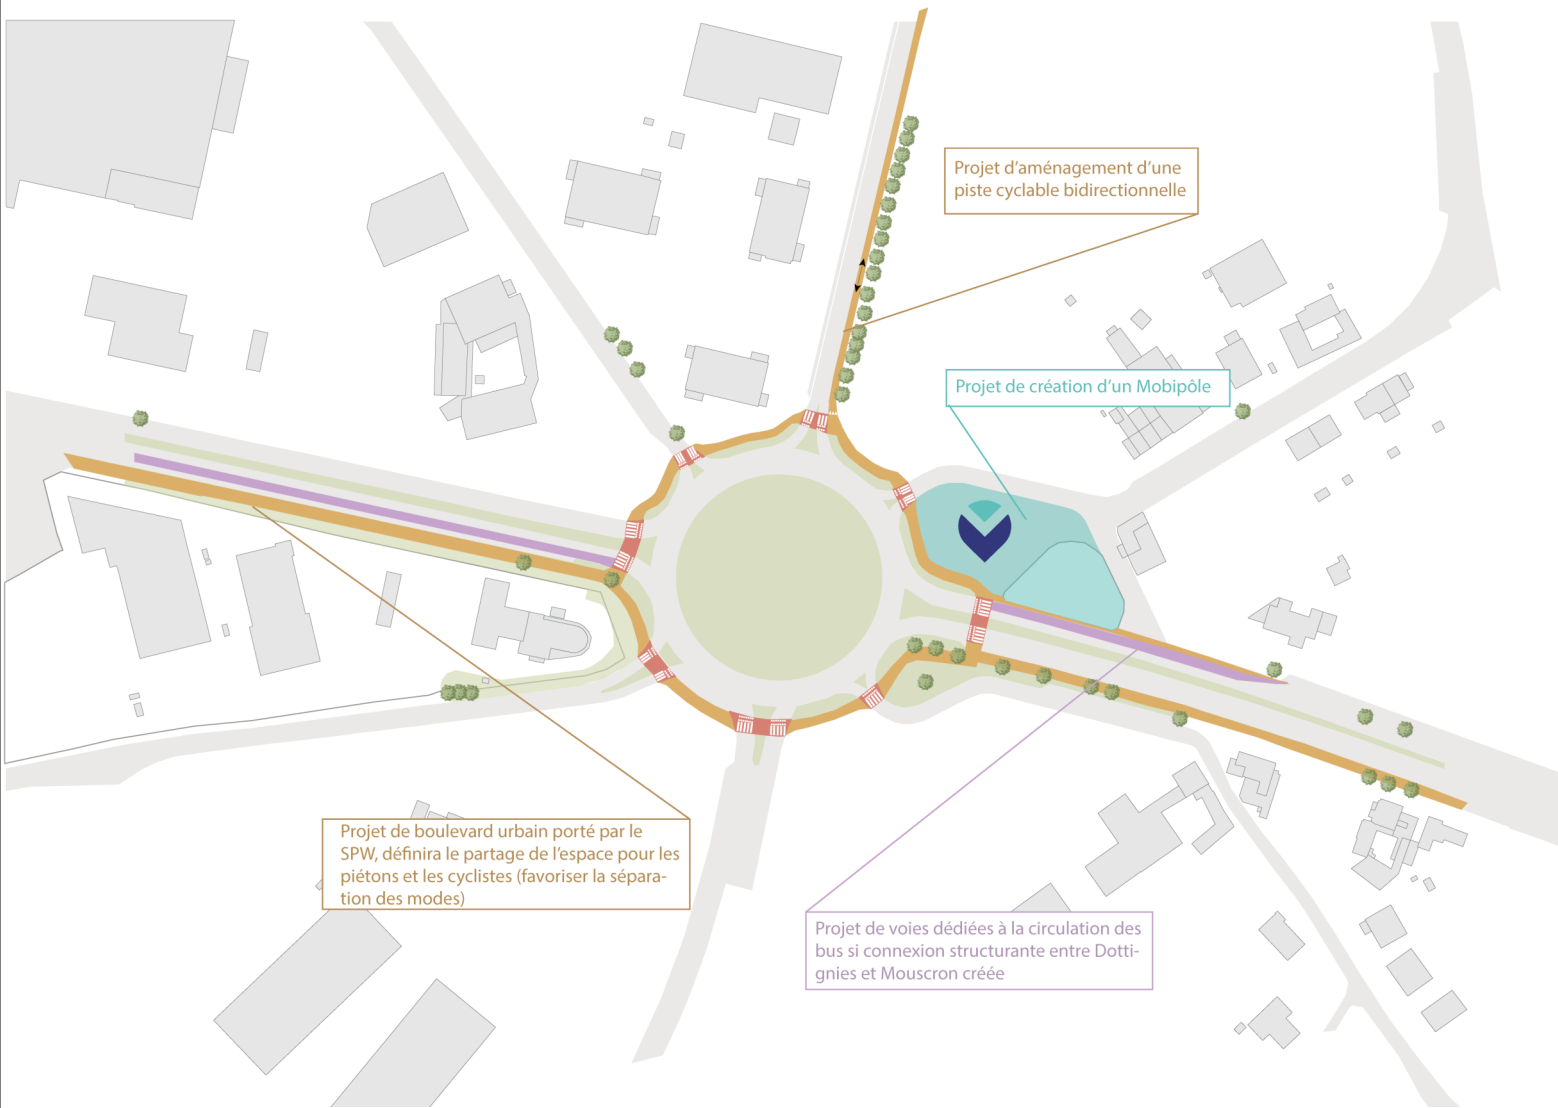 Projet d’aménagement d’une
piste cyclable bidirectionnelle
Projet de création d’un Mobipôle
Projet de boulevard urbain porté par le
SPW, définira le partage de l’espace pour les
piétons et les cyclistes (favoriser la sépara-
tion des modes)
Projet de voies dédiées à la circulation des
bus si connexion structurante entre Dotti-
gnies et Mouscron créée